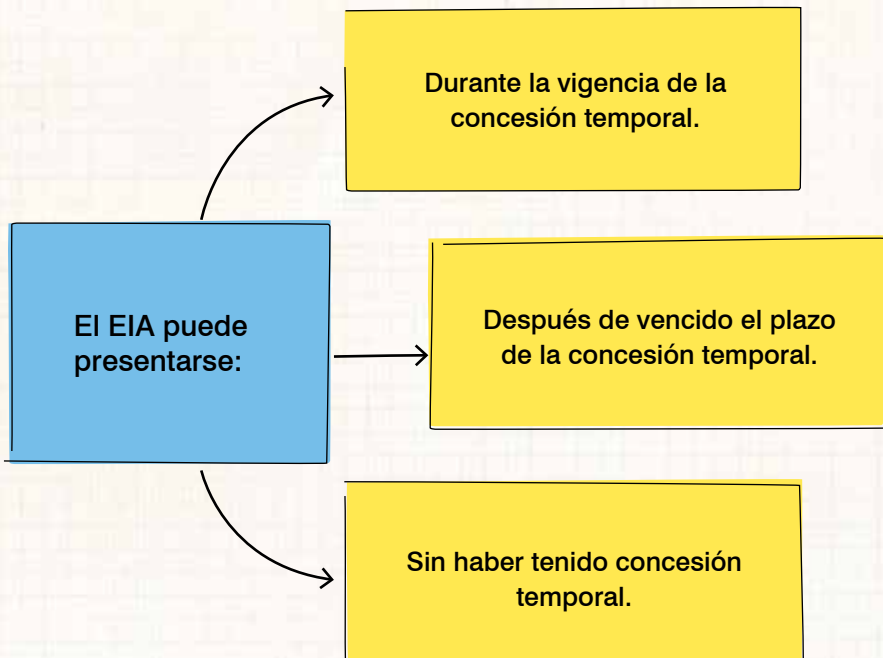 El EIA puede
presentarse:
Durante la vigencia de la
concesión temporal.
Después de vencido el plazo
de la concesión temporal.
Sin haber tenido concesión
temporal.